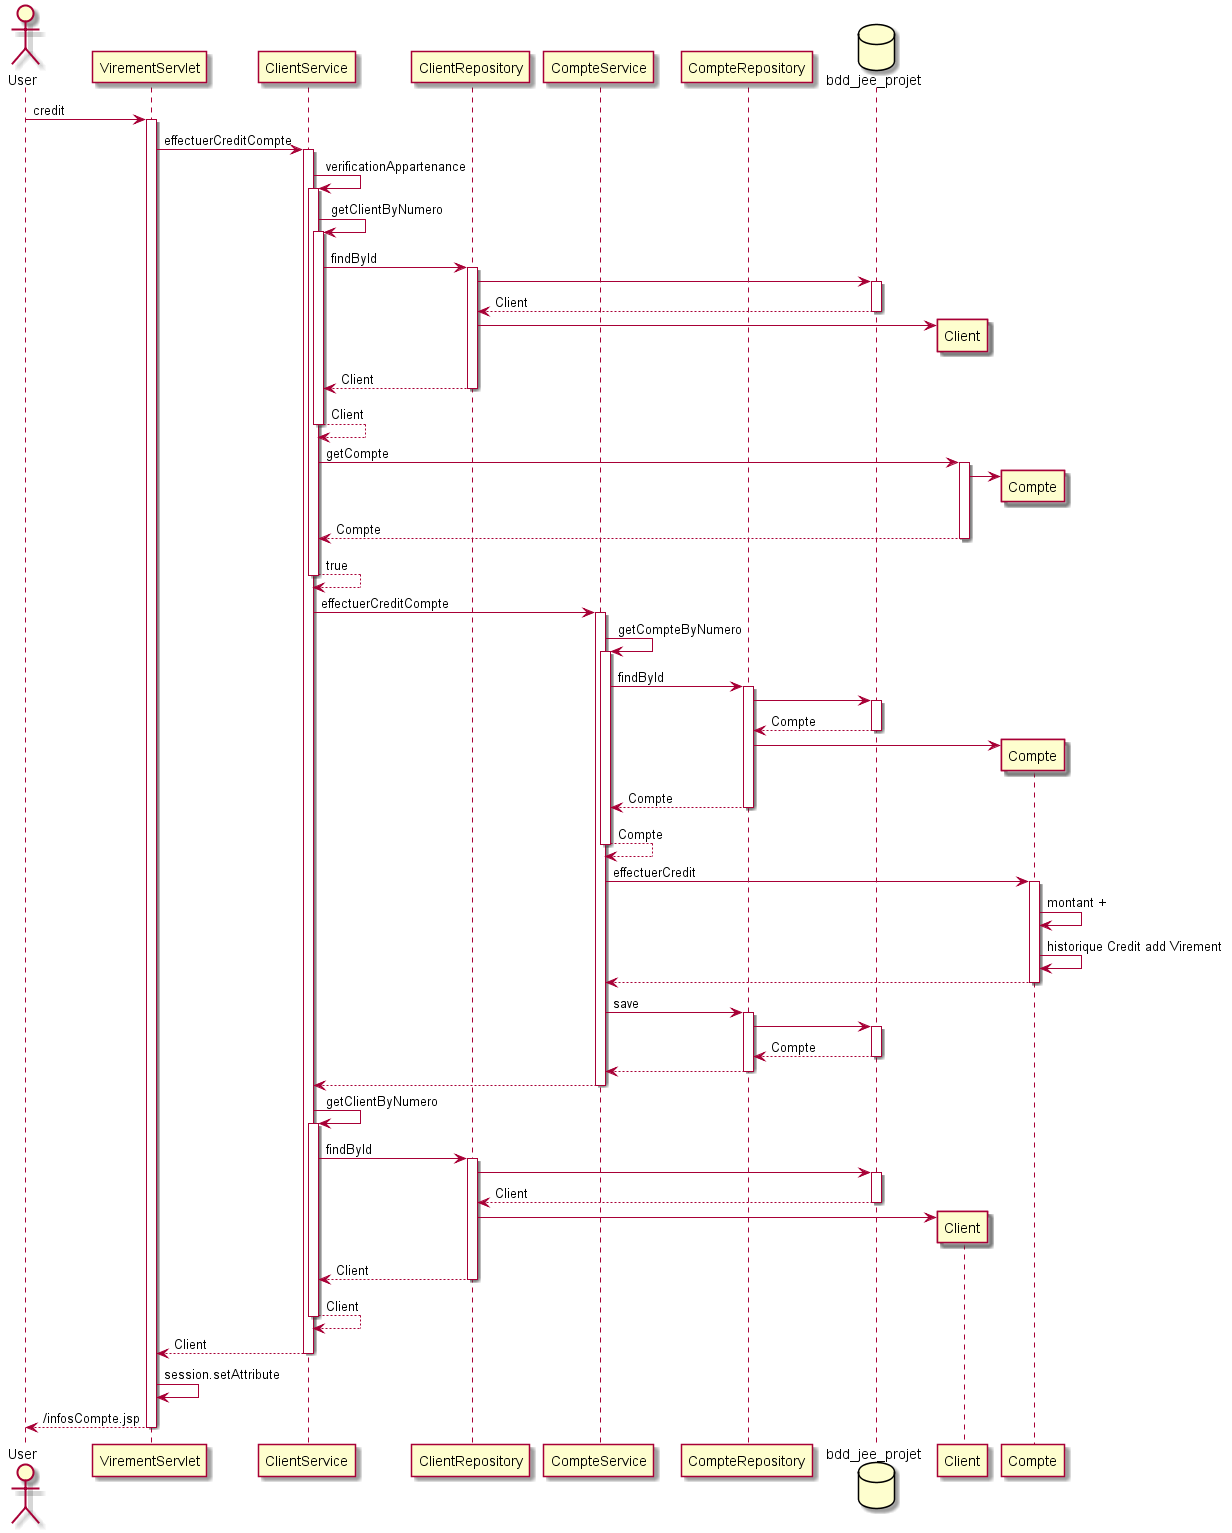 User
VirementServlet
ClientService
ClientRepository
CompteService
CompteRepository
bdd_jee_projet
credit
effectuerCreditCompte
verificationAppartenance
getClientByNumero
findById
Client
Client
Client
Client
getCompte
Compte
Compte
true
effectuerCreditCompte
getCompteByNumero
findById
Compte
Compte
Compte
Compte
effectuerCredit
montant +
historique Credit add Virement
save
Compte
getClientByNumero
findById
Client
Client
Client
Client
Client
session.setAttribute
/infosCompte.jsp
User
VirementServlet
ClientService
ClientRepository
CompteService
CompteRepository
bdd_jee_projet
Client
Compte